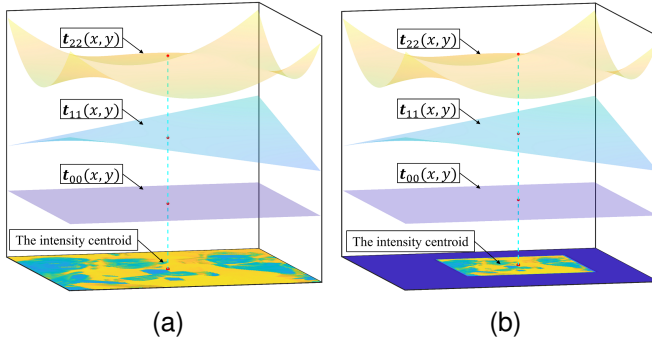 t₂₂(x, y)
t₁₁(x, y)
t₀₀(x, y)
The intensity centroid
(a)
t₂₂(x, y)
t₁₁(x, y)
t₀₀(x, y)
The intensity centroid
(b)